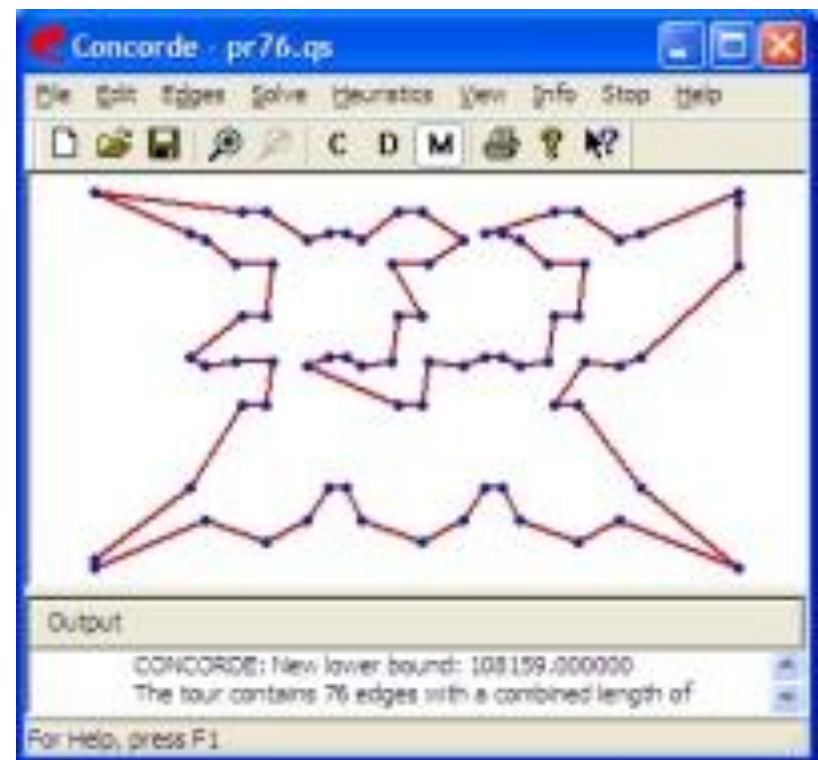 Concorde - pr76.qs
File Edit Edges Solve Heuristics View Info Stop Help
C D M
Output
CONCORDE: New lower bound: 108159.000000
The tour contains 76 edges with a combined length of
For Help, press F1